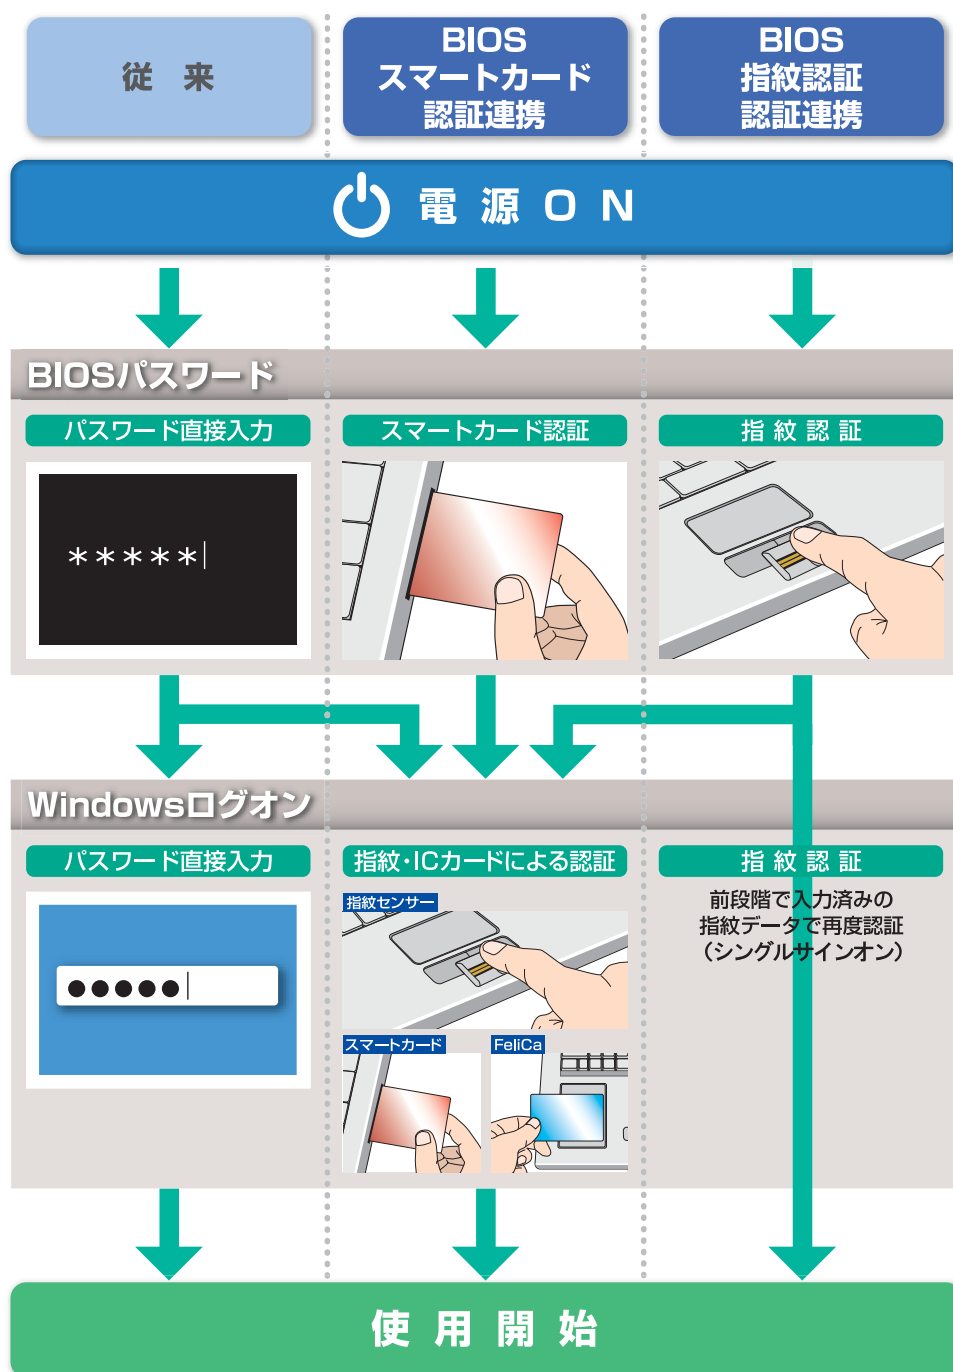 従 来
BIOS
スマートカード
認証連携
BIOS
指紋認証
認証連携
電 源 O N
BIOSパスワード
パスワード直接入力
スマートカード認証
指 紋 認 証
*****
Windowsログオン
パスワード直接入力
指紋・ICカードによる認証
指 紋 認 証
指紋センサー
スマートカード
FeliCa
前段階で入力済みの
指紋データで再度認証
（シングルサインオン）
使 用 開 始